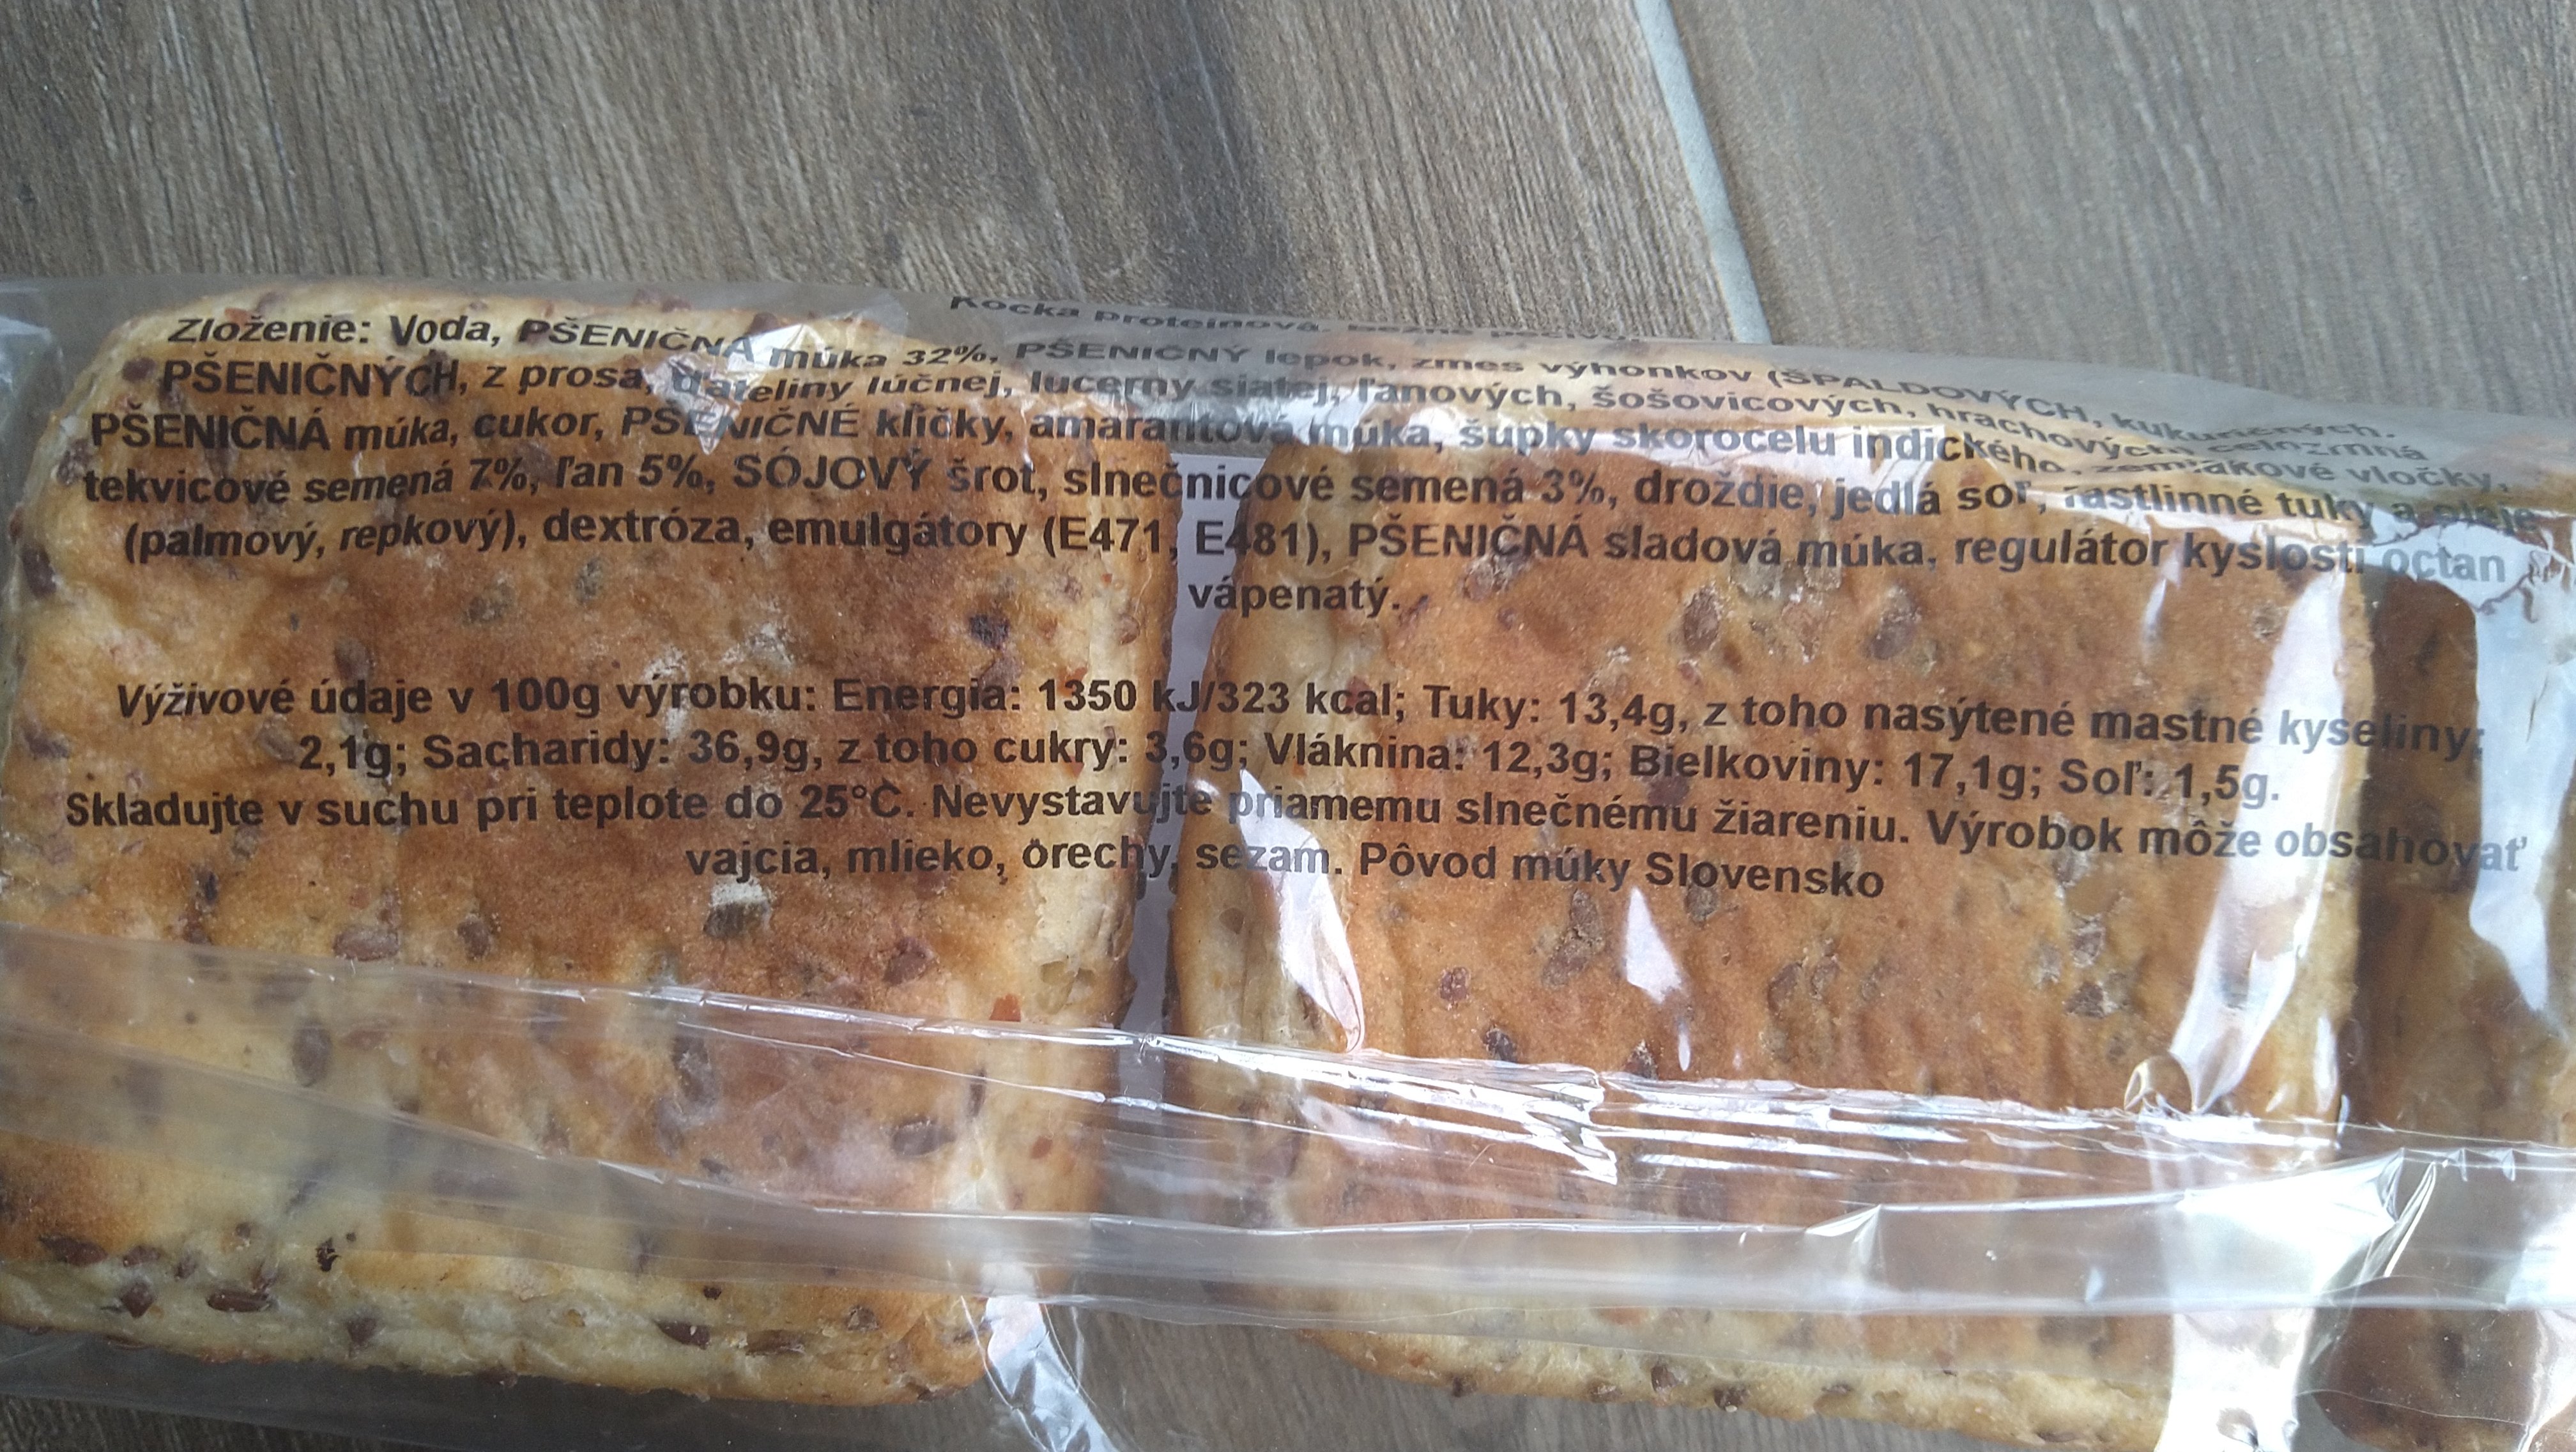 Kocka proteínová, bežné pečivo.
Zloženie: Voda, PŠENIČNÁ múka 32%, PŠENIČNÝ lepok, zmes výhonkov (ŠPALDOVÝCH, kukuričných,
PŠENIČNÝCH, z prosa, ďateliny lúčnej, lucerny siatej, ľanových, šošovicových, hrachových celozrnná
PŠENIČNÁ múka, cukor, PŠENIČNÉ klíčky, amarantová múka, šupky skorocelu indického, zemiakové vločky,
tekvicové semená 7%, ľan 5%, SÓJOVÝ šrot, slnečnicové semená 3%, droždie, jedlá soľ, rastlinné tuky a oleje
(palmový, repkový), dextróza, emulgátory (E471, E481), PŠENIČNÁ sladová múka, regulátor kyslosti octan
vápenatý.
Výživové údaje v 100g výrobku: Energia: 1350 kJ/323 kcal; Tuky: 13,4g, z toho nasýtené mastné kyseliny:
2,1g; Sacharidy: 36,9g, z toho cukry: 3,6g; Vláknina: 12,3g; Bielkoviny: 17,1g; Soľ: 1,5g.
Skladujte v suchu pri teplote do 25°C. Nevystavujte priamemu slnečnému žiareniu. Výrobok môže obsahovať
vajcia, mlieko, orechy, sezam. Pôvod múky Slovensko